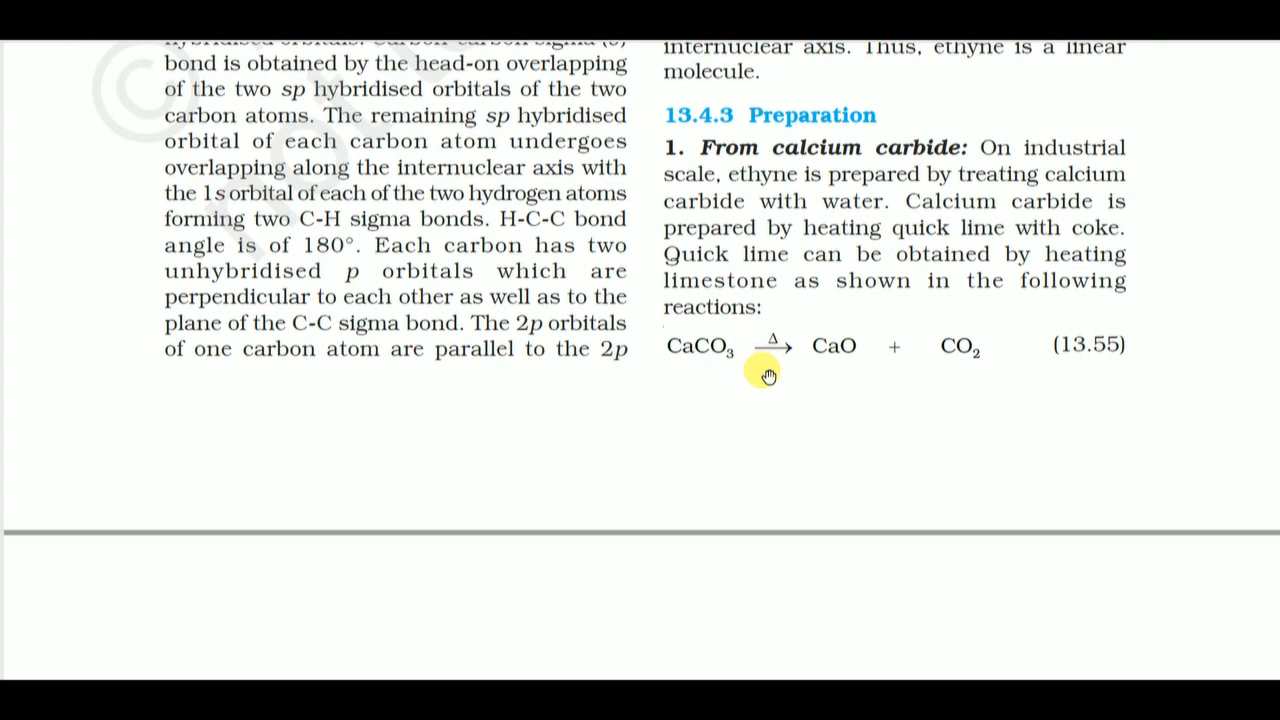 bond is obtained by the head-on overlapping
of the two sp hybridised orbitals of the two
carbon atoms. The remaining sp hybridised
orbital of each carbon atom undergoes
overlapping along the internuclear axis with
the 1s orbital of each of the two hydrogen atoms
forming two C-H sigma bonds. H-C-C bond
angle is of 180°. Each carbon has two
unhybridised p orbitals which are
perpendicular to each other as well as to the
plane of the C-C sigma bond. The 2p orbitals
of one carbon atom are parallel to the 2p
internuclear axis. Thus, ethyne is a linear
molecule.
13.4.3 Preparation
1. From calcium carbide: On industrial
scale, ethyne is prepared by treating calcium
carbide with water. Calcium carbide is
prepared by heating quick lime with coke.
Quick lime can be obtained by heating
limestone as shown in the following
reactions:
CaCO₃ —Δ→ CaO + CO₂ (13.55)